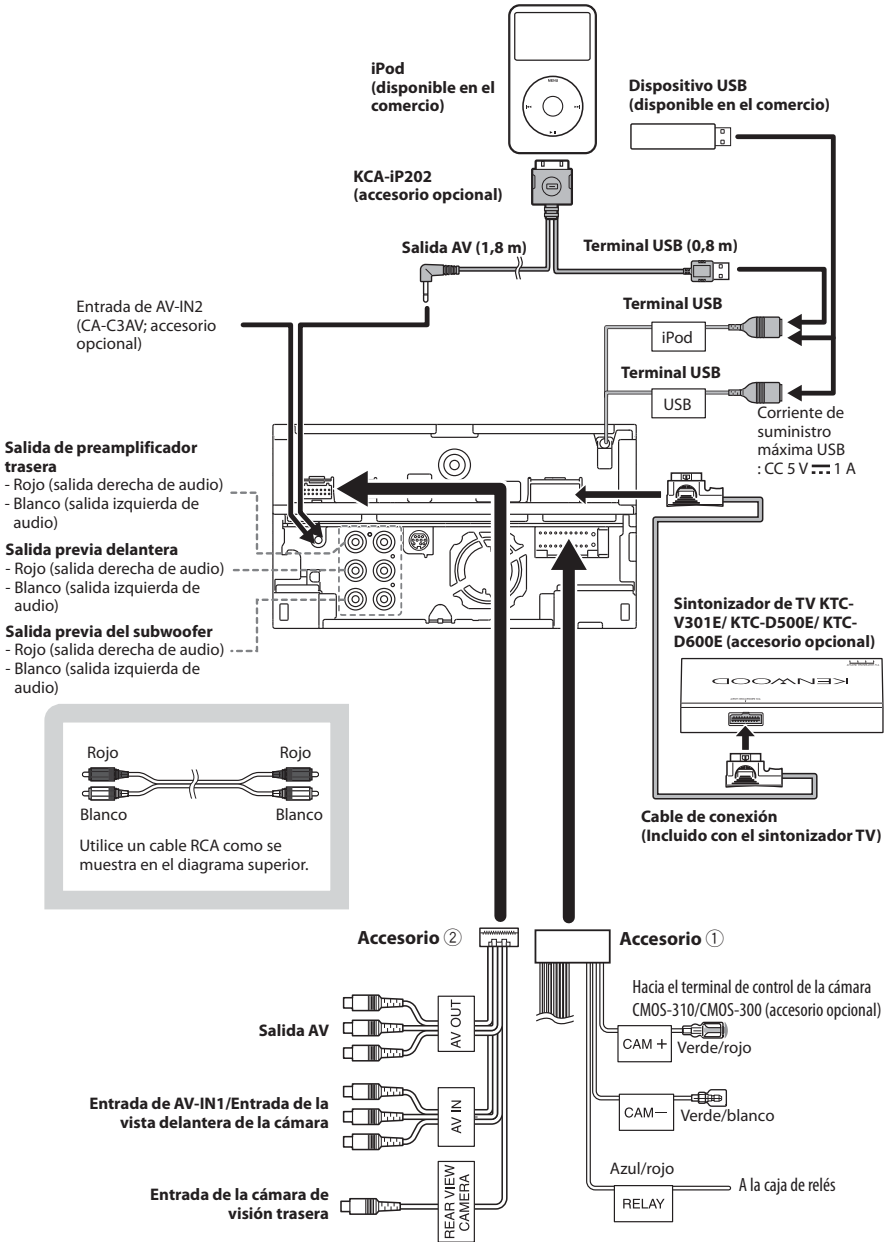 iPod
(disponible en el
comercio)
MENU
Dispositivo USB
(disponible en el comercio)
KCA-iP202
(accesorio opcional)
Salida AV (1,8 m)
Terminal USB (0,8 m)
Entrada de AV-IN2
(CA-C3AV; accesorio
opcional)
Terminal USB
iPod
Terminal USB
USB
Corriente de
suministro
máxima USB
: CC 5 V ⎓ 1 A
Salida de preamplificador
trasera
- Rojo (salida derecha de audio)
- Blanco (salida izquierda de
audio)
Salida previa delantera
- Rojo (salida derecha de audio)
- Blanco (salida izquierda de
audio)
Salida previa del subwoofer
- Rojo (salida derecha de audio)
- Blanco (salida izquierda de
audio)
Sintonizador de TV KTC-
V301E/ KTC-D500E/ KTC-
D600E (accesorio opcional)
KENWOOD
Cable de conexión
(Incluido con el sintonizador TV)
Rojo
Rojo
Blanco
Blanco
Utilice un cable RCA como se
muestra en el diagrama superior.
Accesorio ②
Accesorio ①
Salida AV
AV OUT
Entrada de AV-IN1/Entrada de la
vista delantera de la cámara
AV IN
Entrada de la cámara de
visión trasera
REAR VIEW
CAMERA
Hacia el terminal de control de la cámara
CMOS-310/CMOS-300 (accesorio opcional)
CAM +
Verde/rojo
CAM—
Verde/blanco
Azul/rojo
RELAY
A la caja de relés